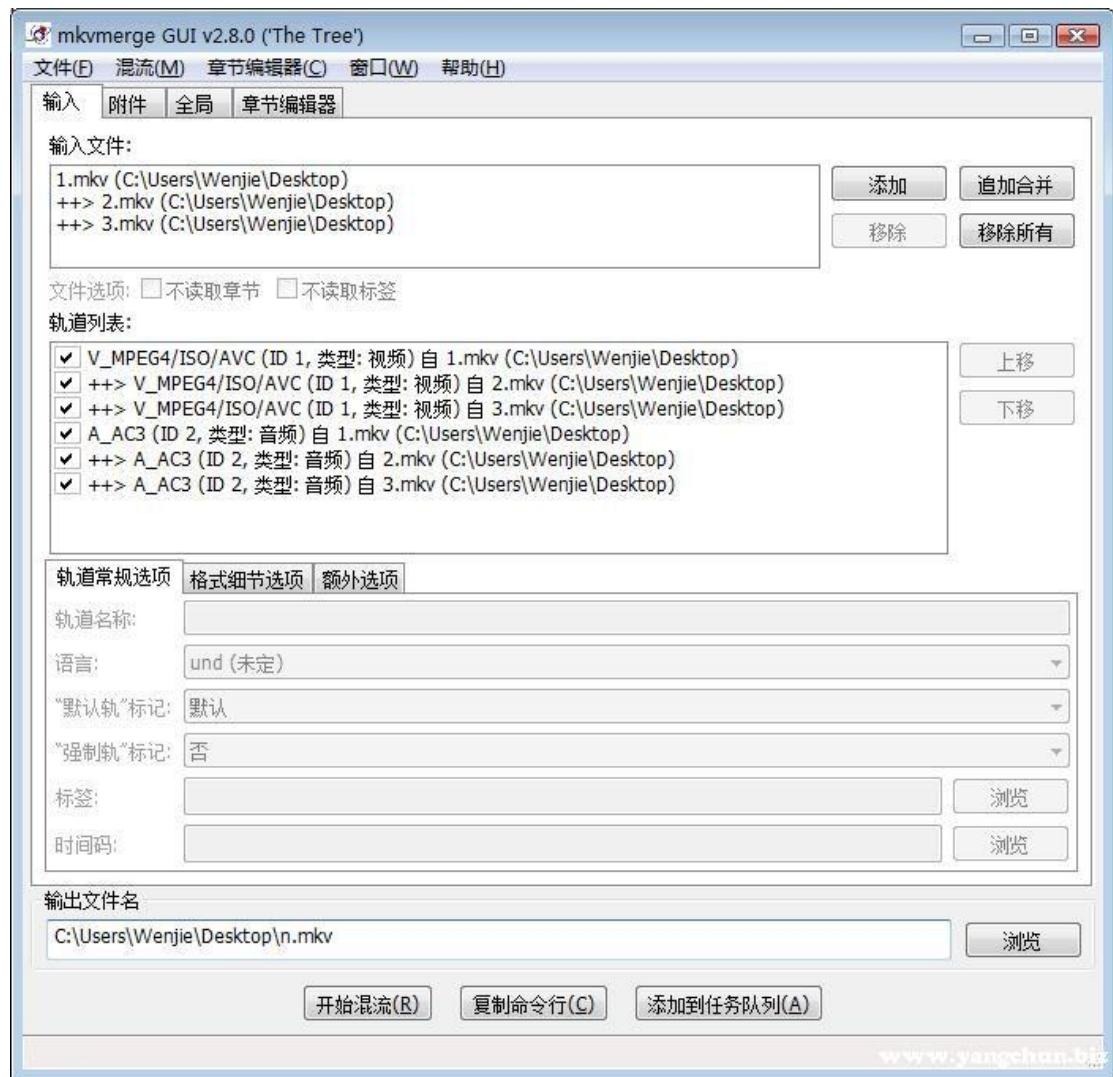 mkvmerge GUI v2.8.0 ('The Tree')
文件(F) 混流(M) 章节编辑器(C) 窗口(W) 帮助(H)
输入 附件 全局 章节编辑器
输入文件:
1.mkv (C:\Users\Wenjie\Desktop)
++> 2.mkv (C:\Users\Wenjie\Desktop)
++> 3.mkv (C:\Users\Wenjie\Desktop)
添加 追加合并
移除 移除所有
文件选项: 不读取章节 不读取标签
轨道列表:
V_MPEG4/ISO/AVC (ID 1, 类型: 视频) 自 1.mkv (C:\Users\Wenjie\Desktop)
++> V_MPEG4/ISO/AVC (ID 1, 类型: 视频) 自 2.mkv (C:\Users\Wenjie\Desktop)
++> V_MPEG4/ISO/AVC (ID 1, 类型: 视频) 自 3.mkv (C:\Users\Wenjie\Desktop)
A_AC3 (ID 2, 类型: 音频) 自 1.mkv (C:\Users\Wenjie\Desktop)
++> A_AC3 (ID 2, 类型: 音频) 自 2.mkv (C:\Users\Wenjie\Desktop)
++> A_AC3 (ID 2, 类型: 音频) 自 3.mkv (C:\Users\Wenjie\Desktop)
上移
下移
轨道常规选项 格式细节选项 额外选项
轨道名称:
语言: und (未定)
"默认轨"标记: 默认
"强制轨"标记: 否
标签: 浏览
时间码: 浏览
输出文件名
C:\Users\Wenjie\Desktop\n.mkv 浏览
开始混流(R) 复制命令行(C) 添加到任务队列(A)
www.yangchun.biz